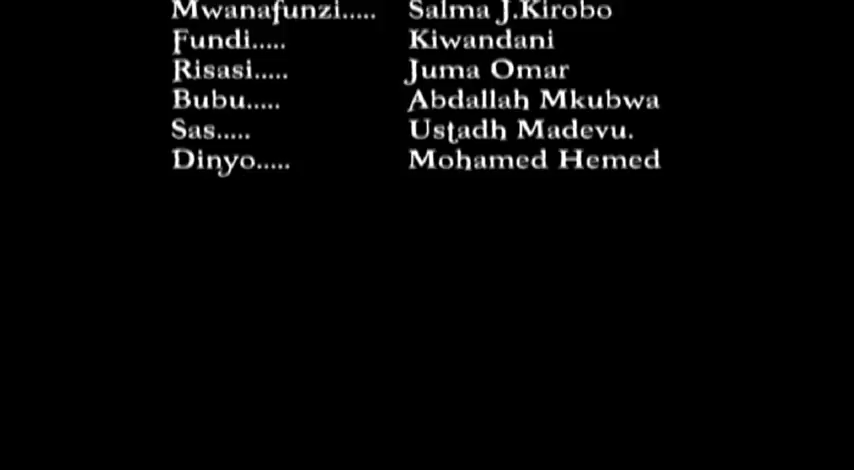 Mwanafunzi..... Salma J.Kirobo
Fundi..... Kiwandani
Risasi..... Juma Omar
Bubu..... Abdallah Mkubwa
Sas..... Ustadh Madevu.
Dinyo..... Mohamed Hemed